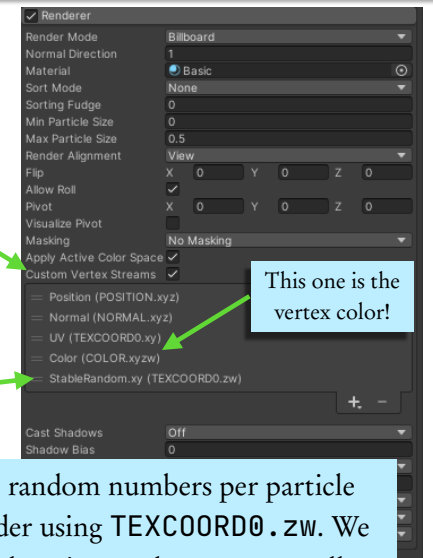 Renderer
Render Mode Billboard
Normal Direction 1
Material Basic
Sort Mode None
Sorting Fudge 0
Min Particle Size 0
Max Particle Size 0.5
Render Alignment View
Flip X 0 Y 0 Z 0
Allow Roll
Pivot X 0 Y 0 Z 0
Visualize Pivot
Masking No Masking
Apply Active Color Space
Custom Vertex Streams
This one is the
vertex color!
Position (POSITION.xyz)
Normal (NORMAL.xyz)
UV (TEXCOORD0.xy)
Color (COLOR.xyzw)
StableRandom.xy (TEXCOORD0.zw)
Cast Shadows Off
Shadow Bias 0
random numbers per particle
der using TEXCOORD0.zw. We